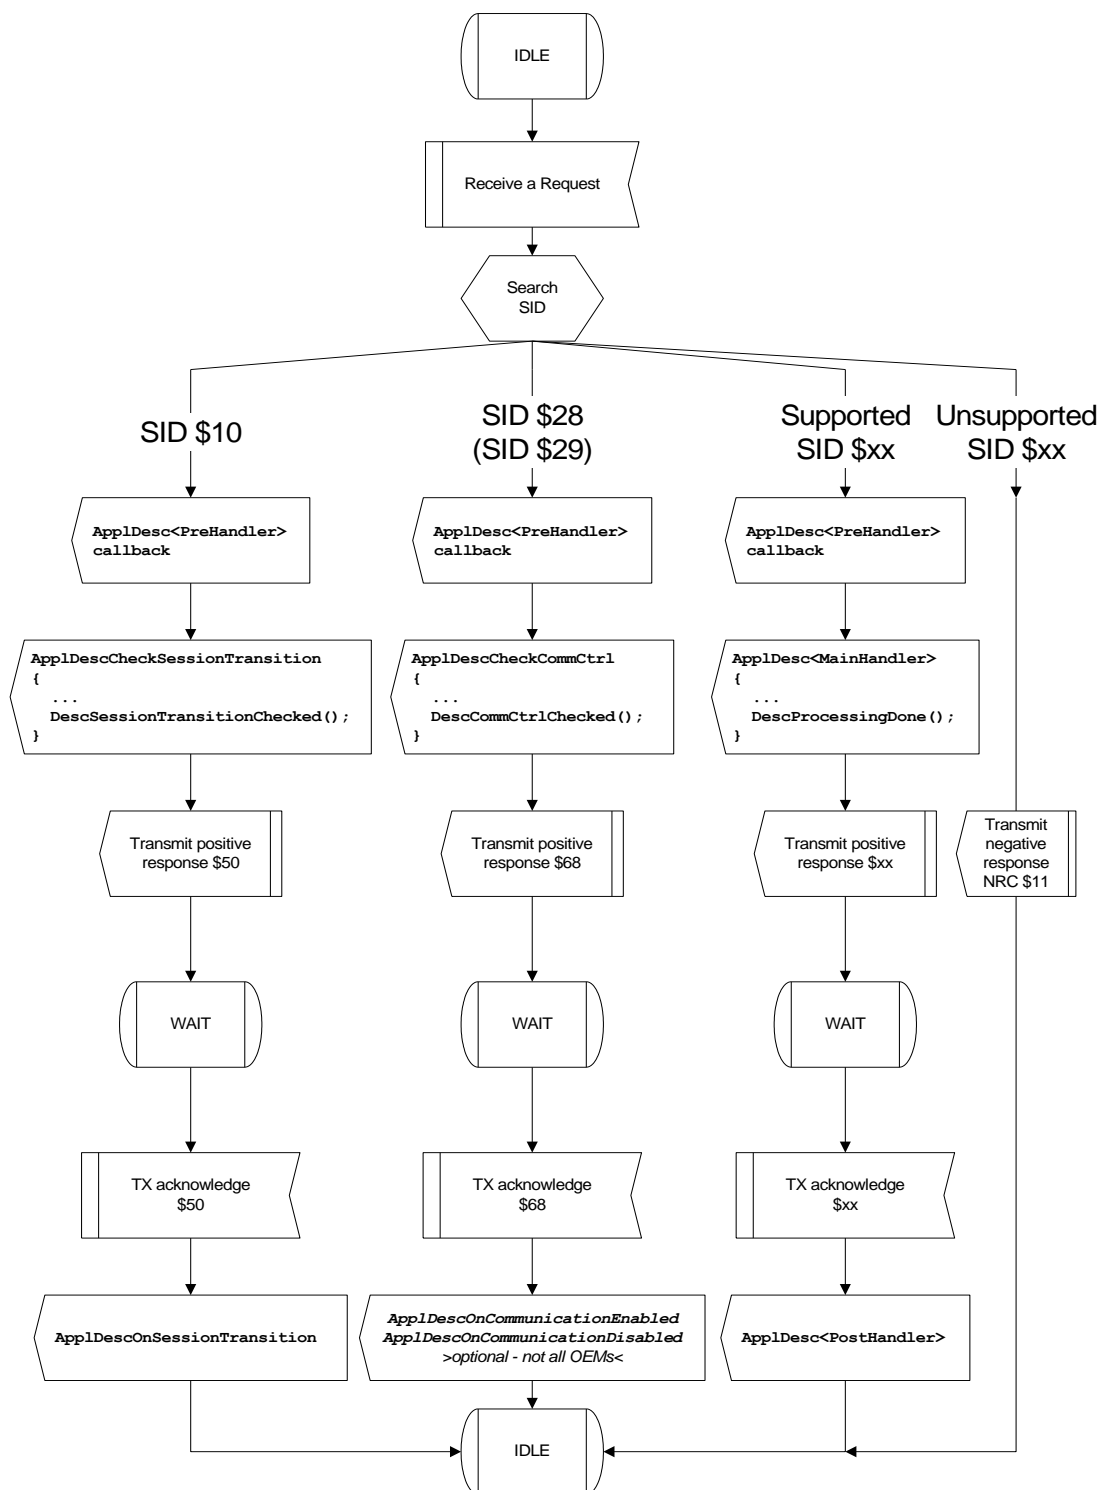 IDLE
Receive a Request
Search
SID
SID $10
SID $28
(SID $29)
Supported
SID $xx
Unsupported
SID $xx
ApplDesc<PreHandler>
callback
ApplDesc<PreHandler>
callback
ApplDesc<PreHandler>
callback
ApplDescCheckSessionTransition
{
...
DescSessionTransitionChecked();
}
ApplDescCheckCommCtrl
{
...
DescCommCtrlChecked();
}
ApplDesc<MainHandler>
{
...
DescProcessingDone();
}
Transmit positive
response $50
Transmit positive
response $68
Transmit positive
response $xx
Transmit
negative
response
NRC $11
WAIT
WAIT
WAIT
TX acknowledge
$50
TX acknowledge
$68
TX acknowledge
$xx
ApplDescOnSessionTransition
ApplDescOnCommunicationEnabled
ApplDescOnCommunicationDisabled
>optional - not all OEMs<
ApplDesc<PostHandler>
IDLE